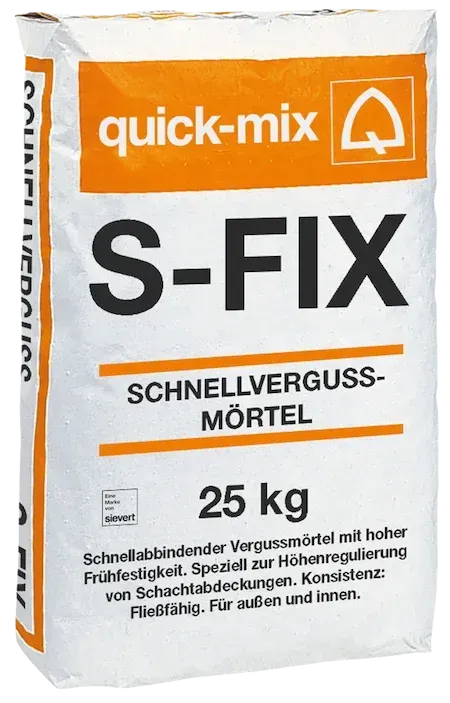 quick-mix
S-FIX
SCHNELLVERGUSS-
MÖRTEL
Eine
Marke
von
sievert
25 kg
Schnellabbindender Vergussmörtel mit hoher
Frühfestigkeit. Speziell zur Höhenregulierung
von Schachtabdeckungen. Konsistenz:
Fließfähig. Für außen und innen.
SCHNELLVERGUSS
S-FIX